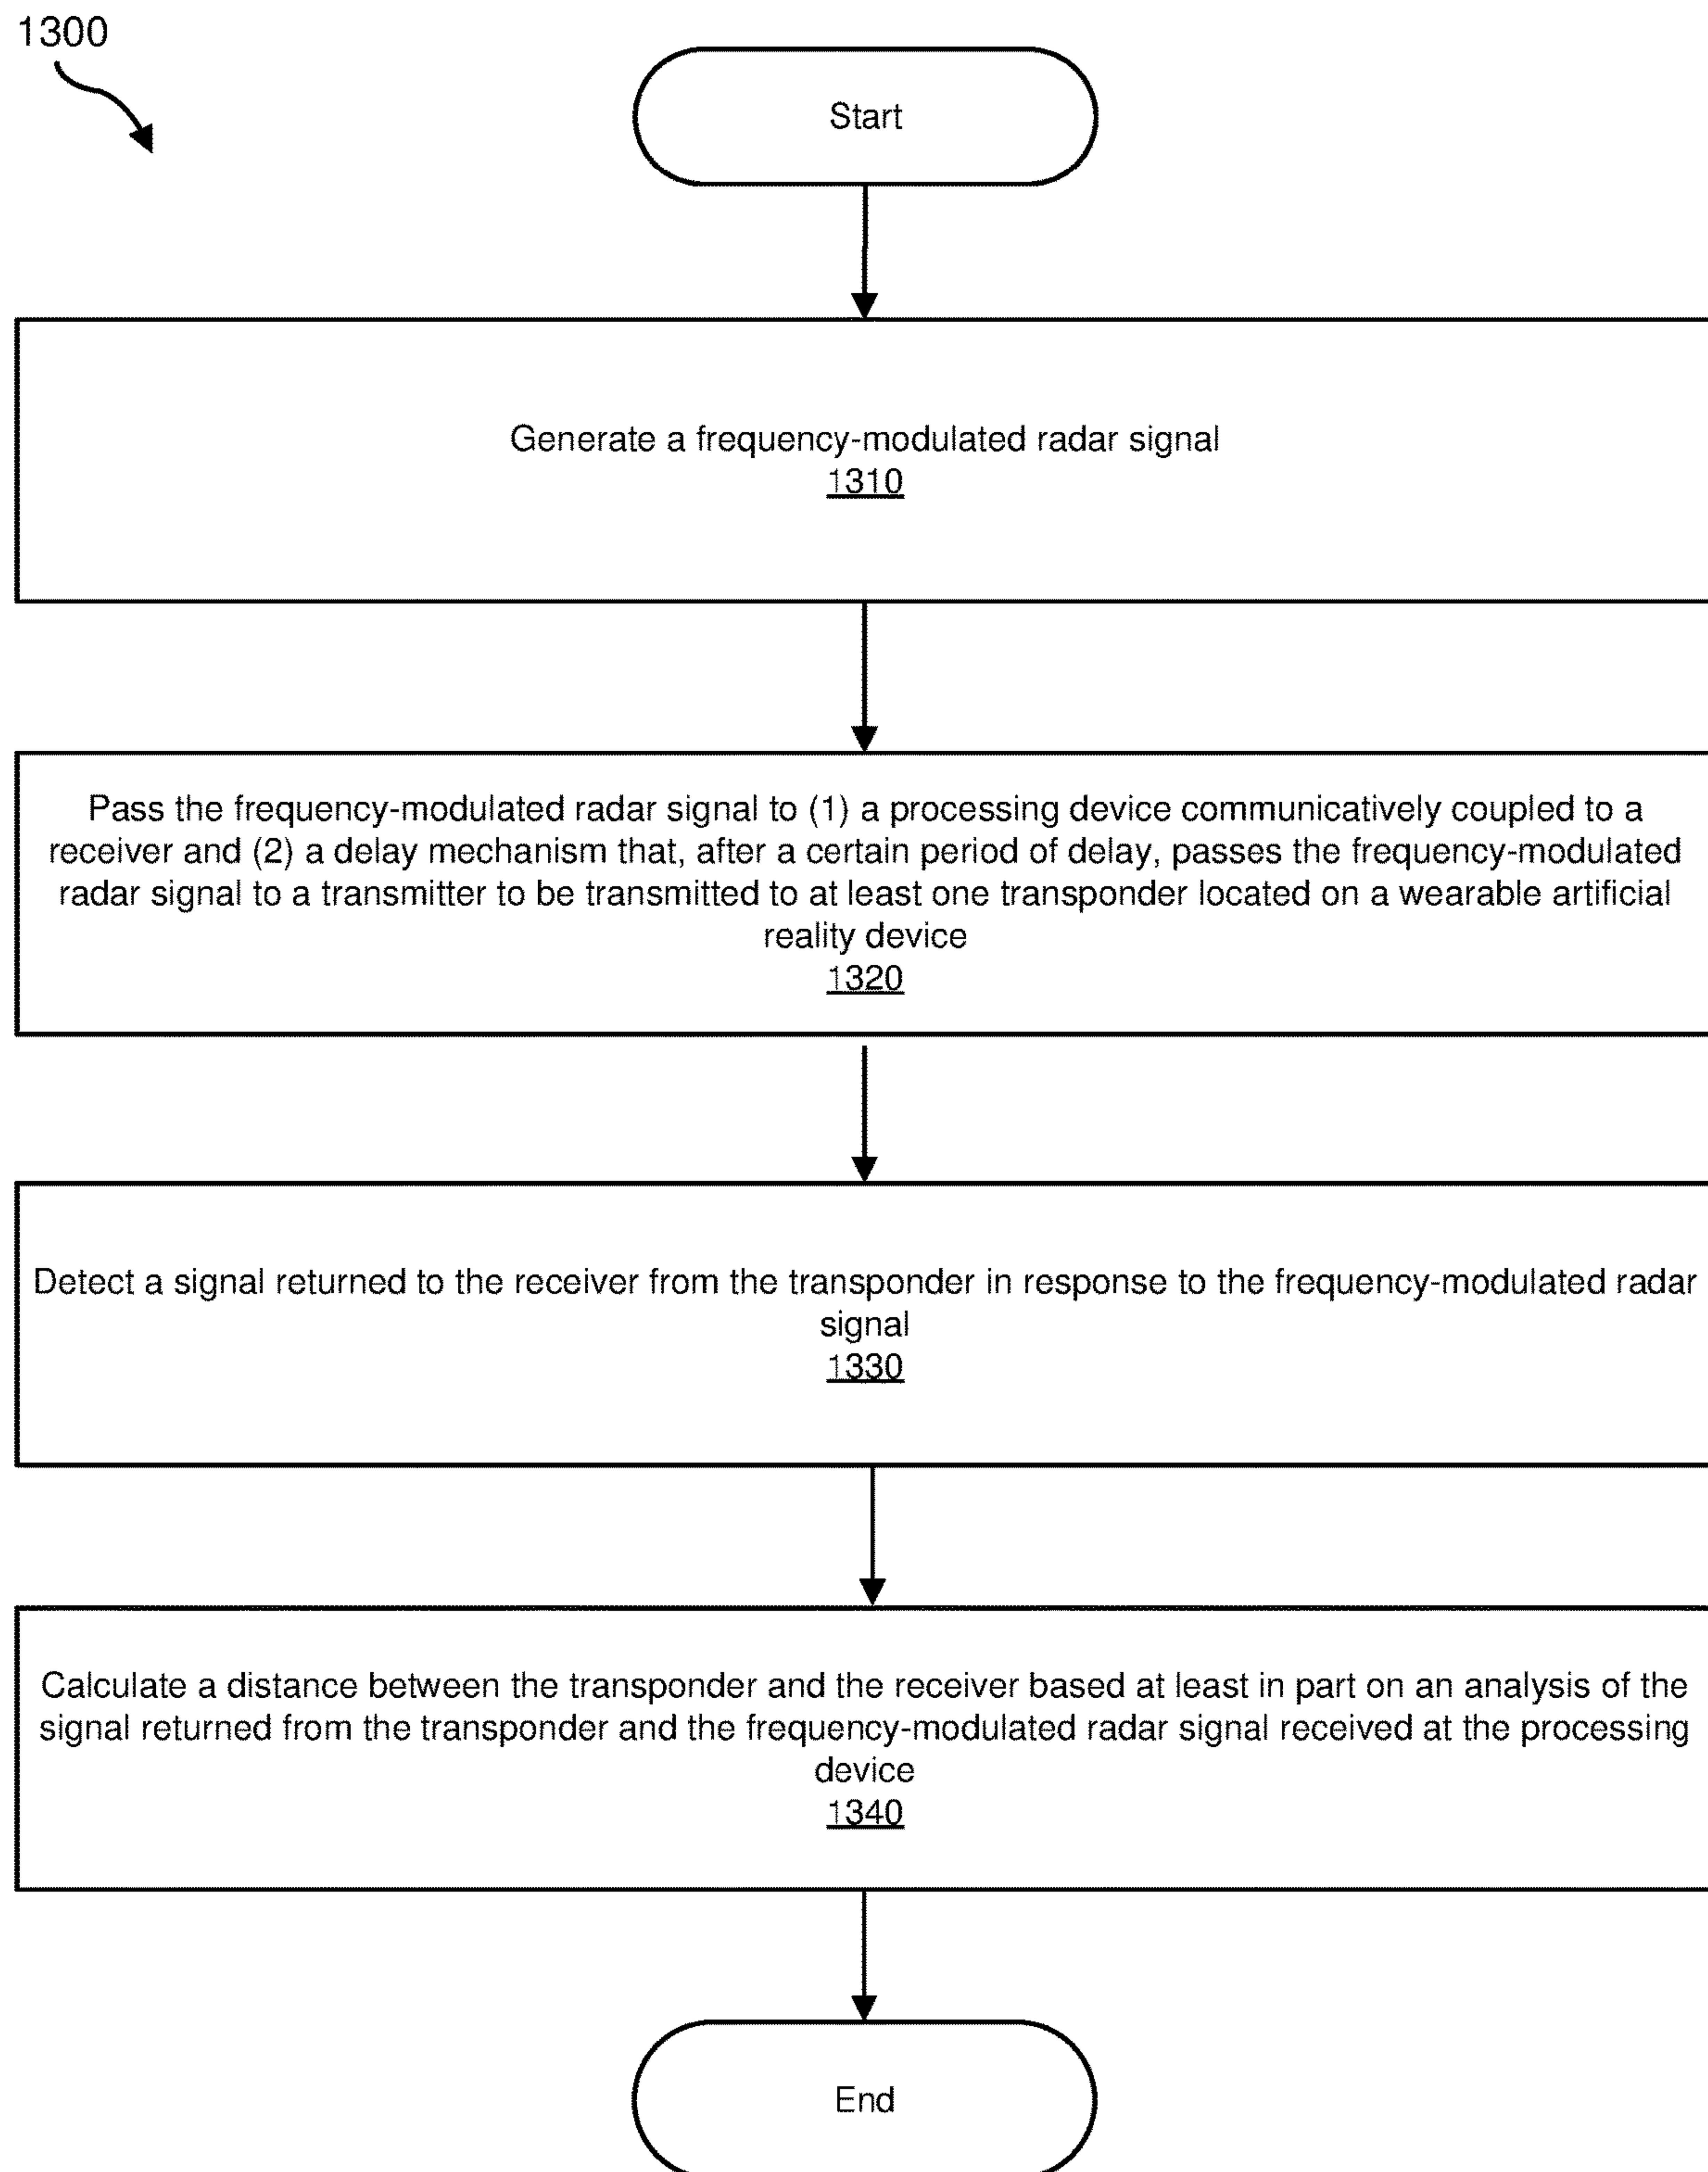 1300
Start
Generate a frequency-modulated radar signal
1310
Pass the frequency-modulated radar signal to (1) a processing device communicatively coupled to a
receiver and (2) a delay mechanism that, after a certain period of delay, passes the frequency-modulated
radar signal to a transmitter to be transmitted to at least one transponder located on a wearable artificial
reality device
1320
Detect a signal returned to the receiver from the transponder in response to the frequency-modulated radar
signal
1330
Calculate a distance between the transponder and the receiver based at least in part on an analysis of the
signal returned from the transponder and the frequency-modulated radar signal received at the processing
device
1340
End